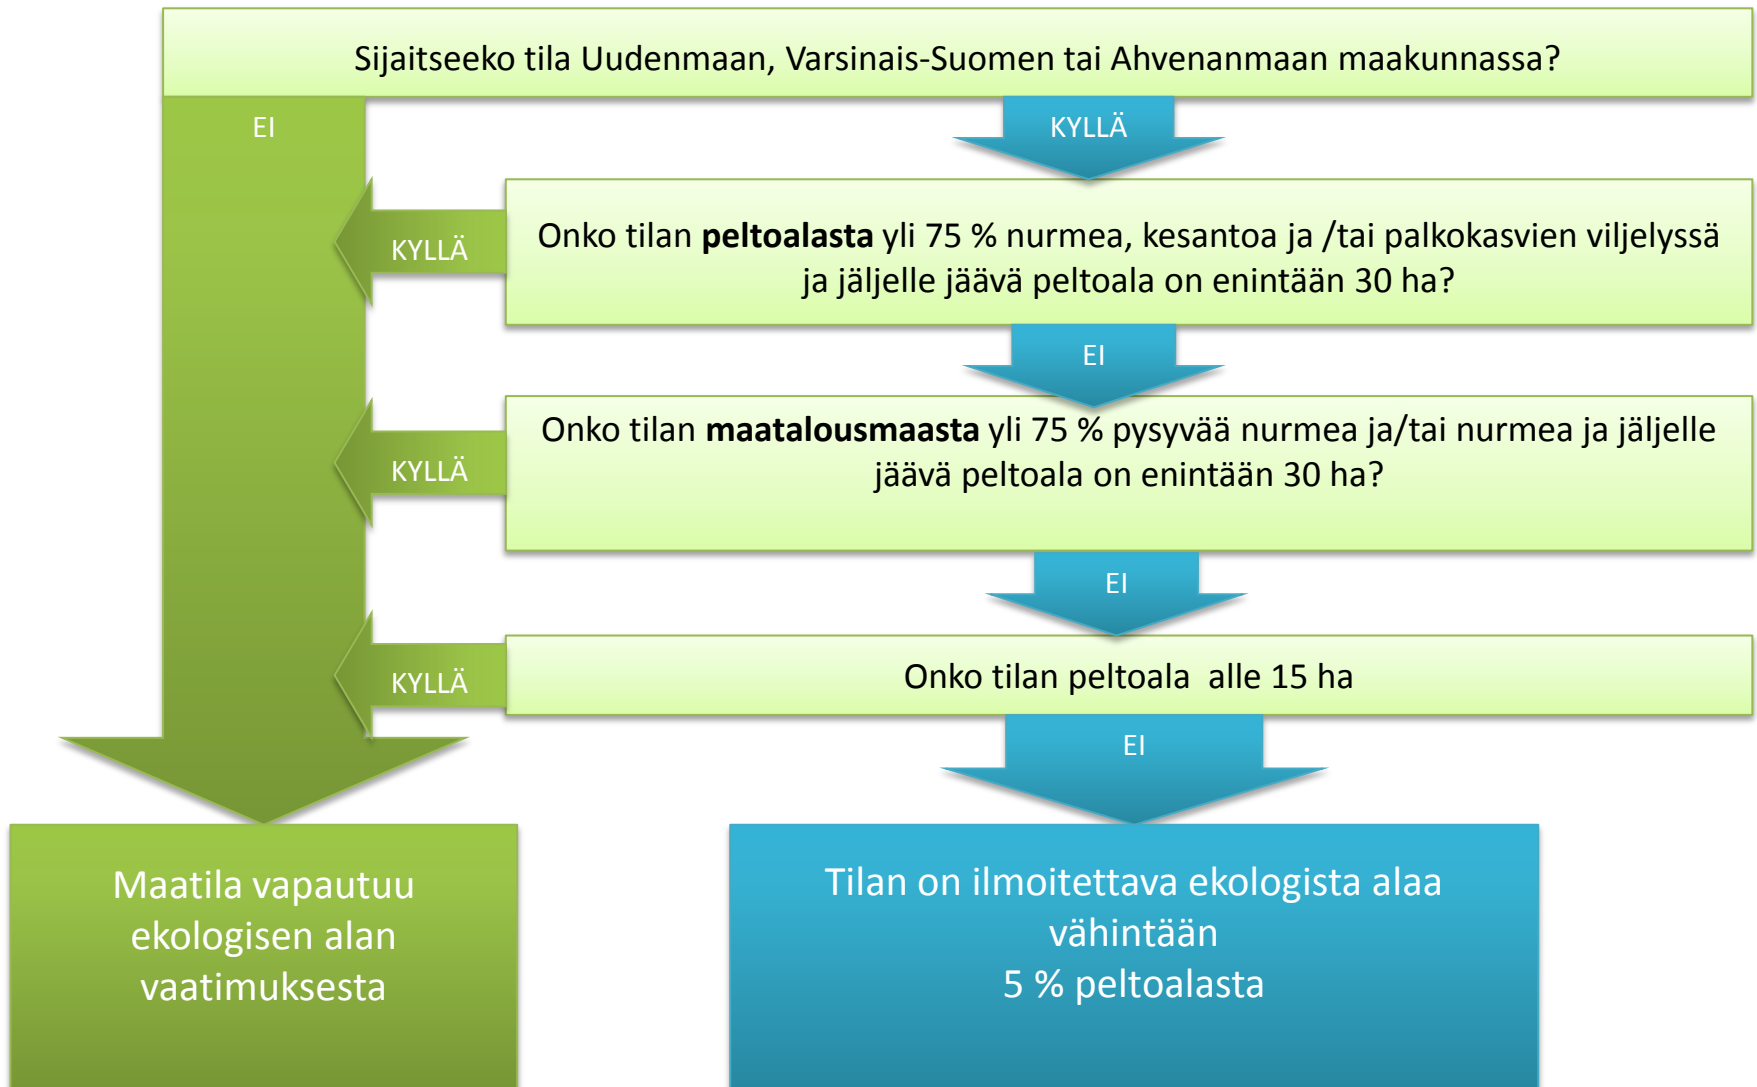 Sijaitseeko tila Uudenmaan, Varsinais-Suomen tai Ahvenanmaan maakunnassa?
EI
KYLLÄ
KYLLÄ
Onko tilan peltoalasta yli 75 % nurmea, kesantoa ja /tai palkokasvien viljelyssä
ja jäljelle jäävä peltoala on enintään 30 ha?
EI
KYLLÄ
Onko tilan maatalousmaasta yli 75 % pysyvää nurmea ja/tai nurmea ja jäljelle
jäävä peltoala on enintään 30 ha?
EI
KYLLÄ
Onko tilan peltoala alle 15 ha
EI
Maatila vapautuu
ekologisen alan
vaatimuksesta
Tilan on ilmoitettava ekologista alaa
vähintään
5 % peltoalasta